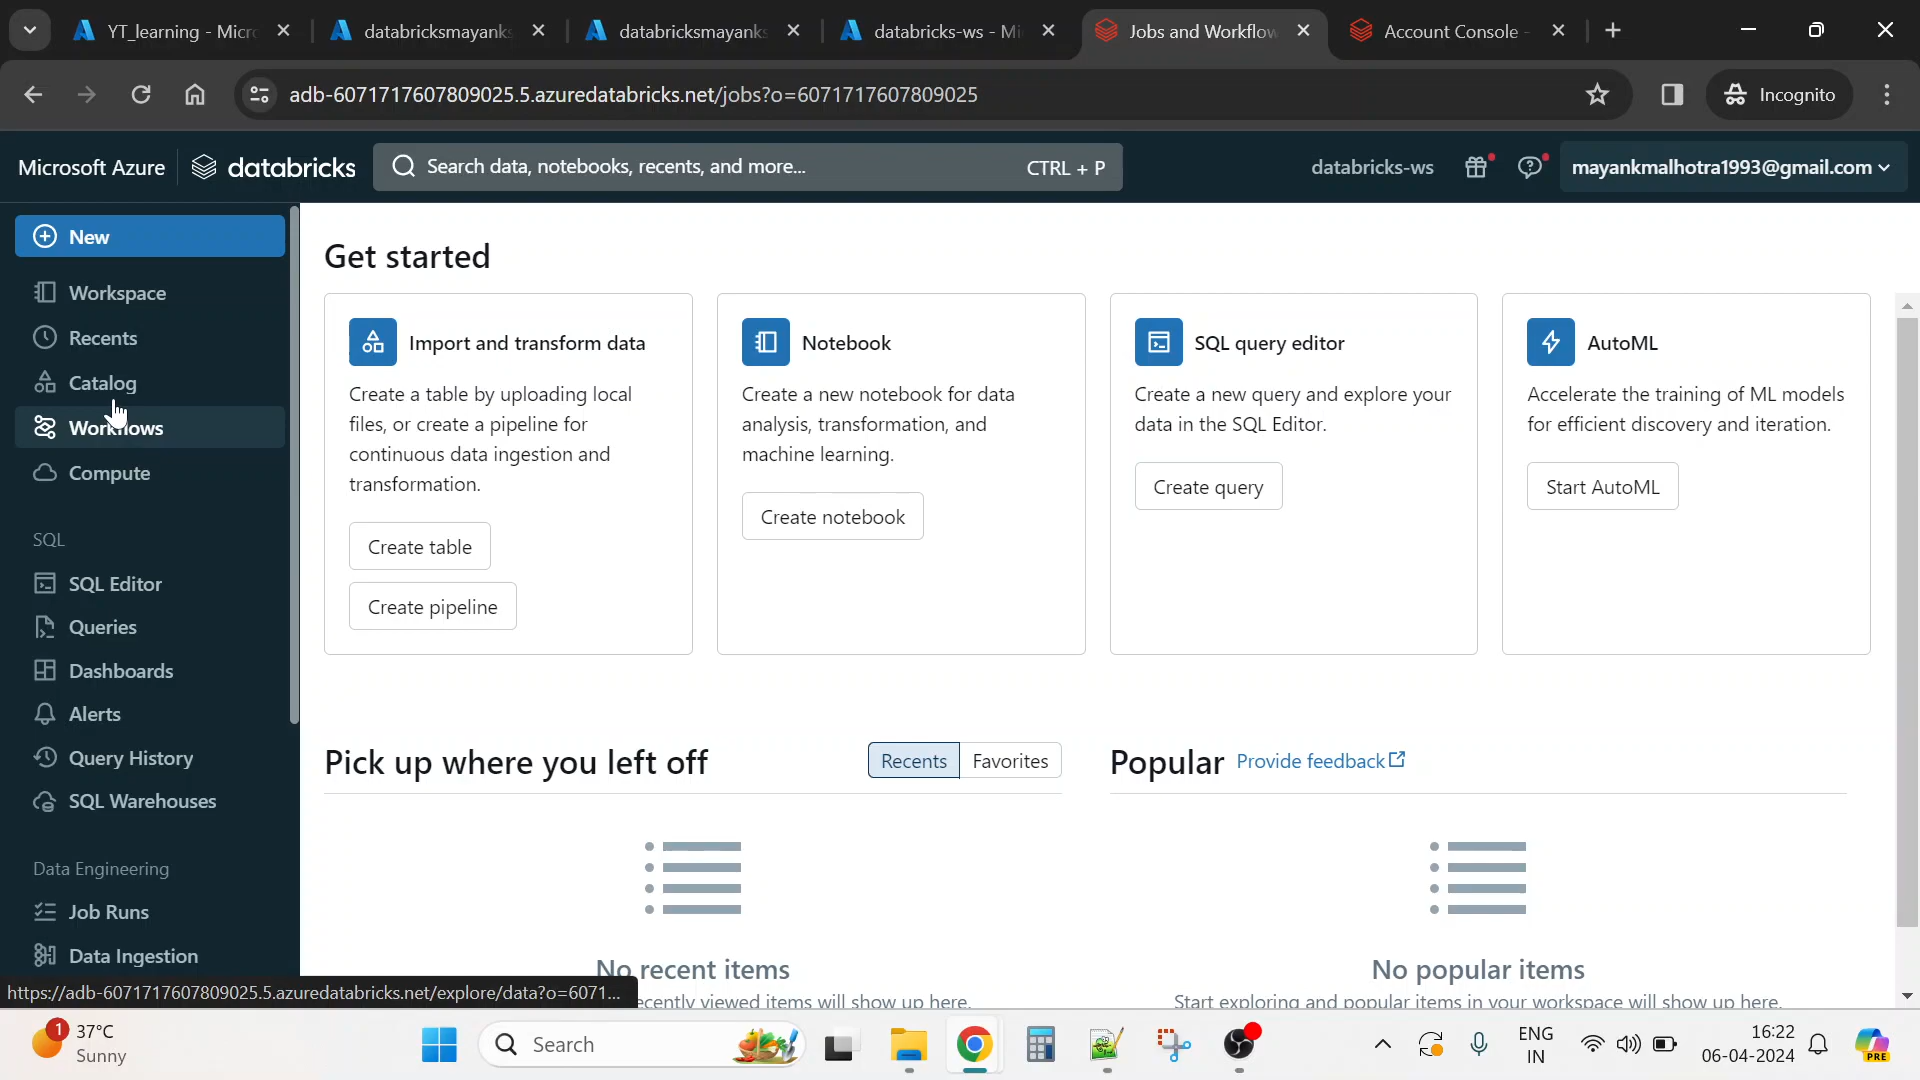 YT_learning - Micr
databricksmayank
databricksmayank
databricks-ws - Mi
Jobs and Workflow
Account Console -
adb-6071717607809025.5.azuredatabricks.net/jobs?o=6071717607809025
Incognito
Microsoft Azure
databricks
Search data, notebooks, recents, and more...
CTRL + P
databricks-ws
mayankmalhotra1993@gmail.com
New
Workspace
Recents
Catalog
Workflows
Compute
SQL
SQL Editor
Queries
Dashboards
Alerts
Query History
SQL Warehouses
Data Engineering
Job Runs
Data Ingestion
Get started
Import and transform data
Create a table by uploading local
files, or create a pipeline for
continuous data ingestion and
transformation.
Create table
Create pipeline
Notebook
Create a new notebook for data
analysis, transformation, and
machine learning.
Create notebook
SQL query editor
Create a new query and explore your
data in the SQL Editor.
Create query
AutoML
Accelerate the training of ML models
for efficient discovery and iteration.
Start AutoML
Pick up where you left off
Recents
Favorites
No recent items
ecently viewed items will show up here.
Popular
Provide feedback
No popular items
Start exploring and popular items in your workspace will show up here.
https://adb-6071717607809025.5.azuredatabricks.net/explore/data?o=6071...
1
37°C
Sunny
Search
ENG
IN
16:22
06-04-2024
PRE